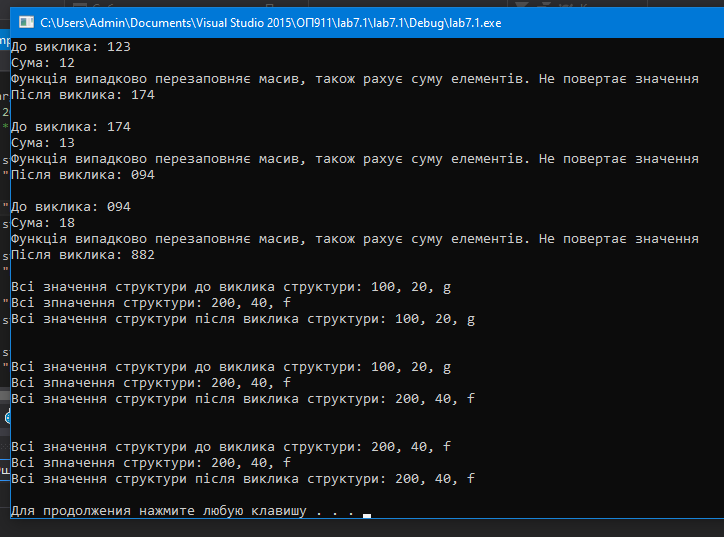 C:\Users\Admin\Documents\Visual Studio 2015\ОП911\lab7.1\lab7.1\Debug\lab7.1.exe
До виклика: 123
Сума: 12
Функція випадково перезаповняє масив, також рахує суму елементів. Не повертає значення
Після виклика: 174
До виклика: 174
Сума: 13
Функція випадково перезаповняє масив, також рахує суму елементів. Не повертає значення
Після виклика: 094
До виклика: 094
Сума: 18
Функція випадково перезаповняє масив, також рахує суму елементів. Не повертає значення
Після виклика: 882
Всі значення структури до виклика структури: 100, 20, g
Всі зпначення структури: 200, 40, f
Всі значення структури після виклика структури: 100, 20, g
Всі значення структури до виклика структури: 100, 20, g
Всі зпначення структури: 200, 40, f
Всі значення структури після виклика структури: 200, 40, f
Всі значення структури до виклика структури: 200, 40, f
Всі зпначення структури: 200, 40, f
Всі значення структури після виклика структури: 200, 40, f
Для продолжения нажмите любую клавишу . . .